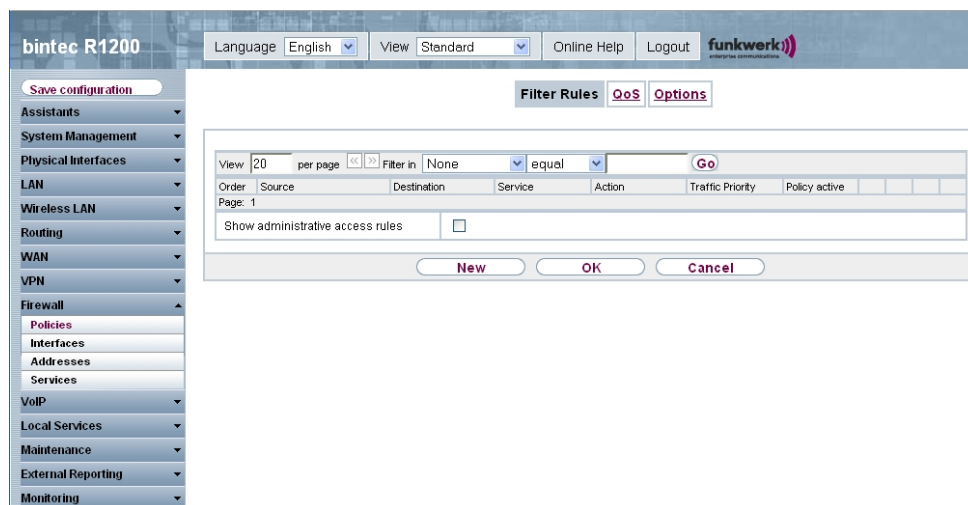 bintec R1200
Language English View Standard Online Help Logout funkwerk
enterprise communications
Save configuration
Assistants
System Management
Physical Interfaces
LAN
Wireless LAN
Routing
WAN
VPN
Firewall
Policies
Interfaces
Addresses
Services
VoIP
Local Services
Maintenance
External Reporting
Monitoring
Filter Rules QoS Options
View 20 per page << >> Filter in None equal Go
Order Source Destination Service Action Traffic Priority Policy active
Page: 1
Show administrative access rules
New OK Cancel